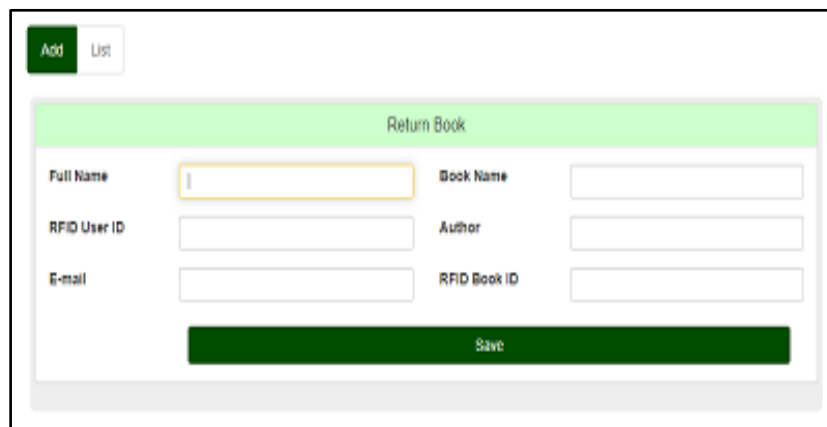 Add List
Return Book
Full Name Book Name
RFID User ID Author
E-mail RFID Book ID
Save